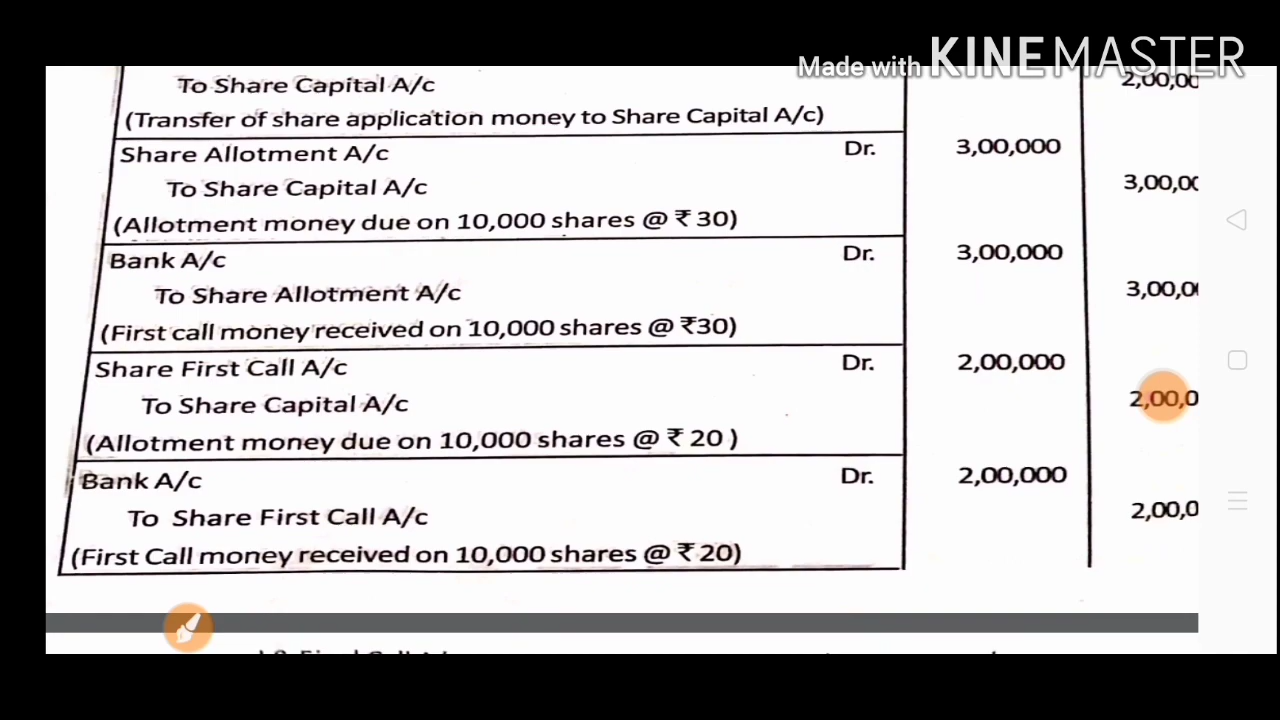 Made with KINEMASTER
To Share Capital A/c 2,00,00
(Transfer of share application money to Share Capital A/c)
Share Allotment A/c Dr. 3,00,000
To Share Capital A/c 3,00,00
(Allotment money due on 10,000 shares @ ₹ 30)
Bank A/c Dr. 3,00,000
To Share Allotment A/c 3,00,0
(First call money received on 10,000 shares @ ₹30)
Share First Call A/c Dr. 2,00,000
To Share Capital A/c 2,00,0
(Allotment money due on 10,000 shares @ ₹ 20 )
Bank A/c Dr. 2,00,000
To Share First Call A/c 2,00,0
(First Call money received on 10,000 shares @ ₹ 20)